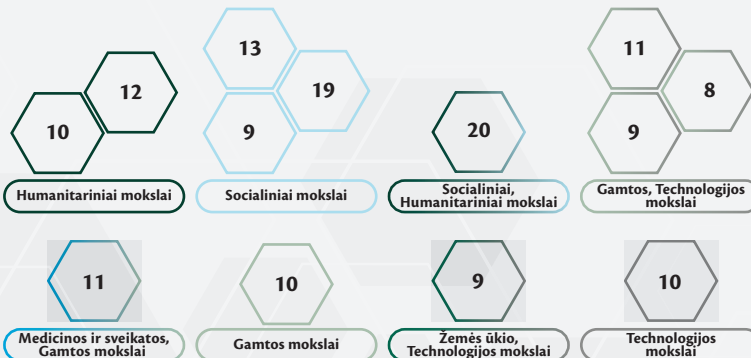 13
12
19
10
9
Humanitariniai mokslai
Socialiniai mokslai
20
Socialiniai,
Humanitariniai mokslai
11
8
9
Gamtos, Technologijos
mokslai
11
Medicinos ir sveikatos,
Gamtos mokslai
10
Gamtos mokslai
9
Žemės ūkio,
Technologijos mokslai
10
Technologijos
mokslai